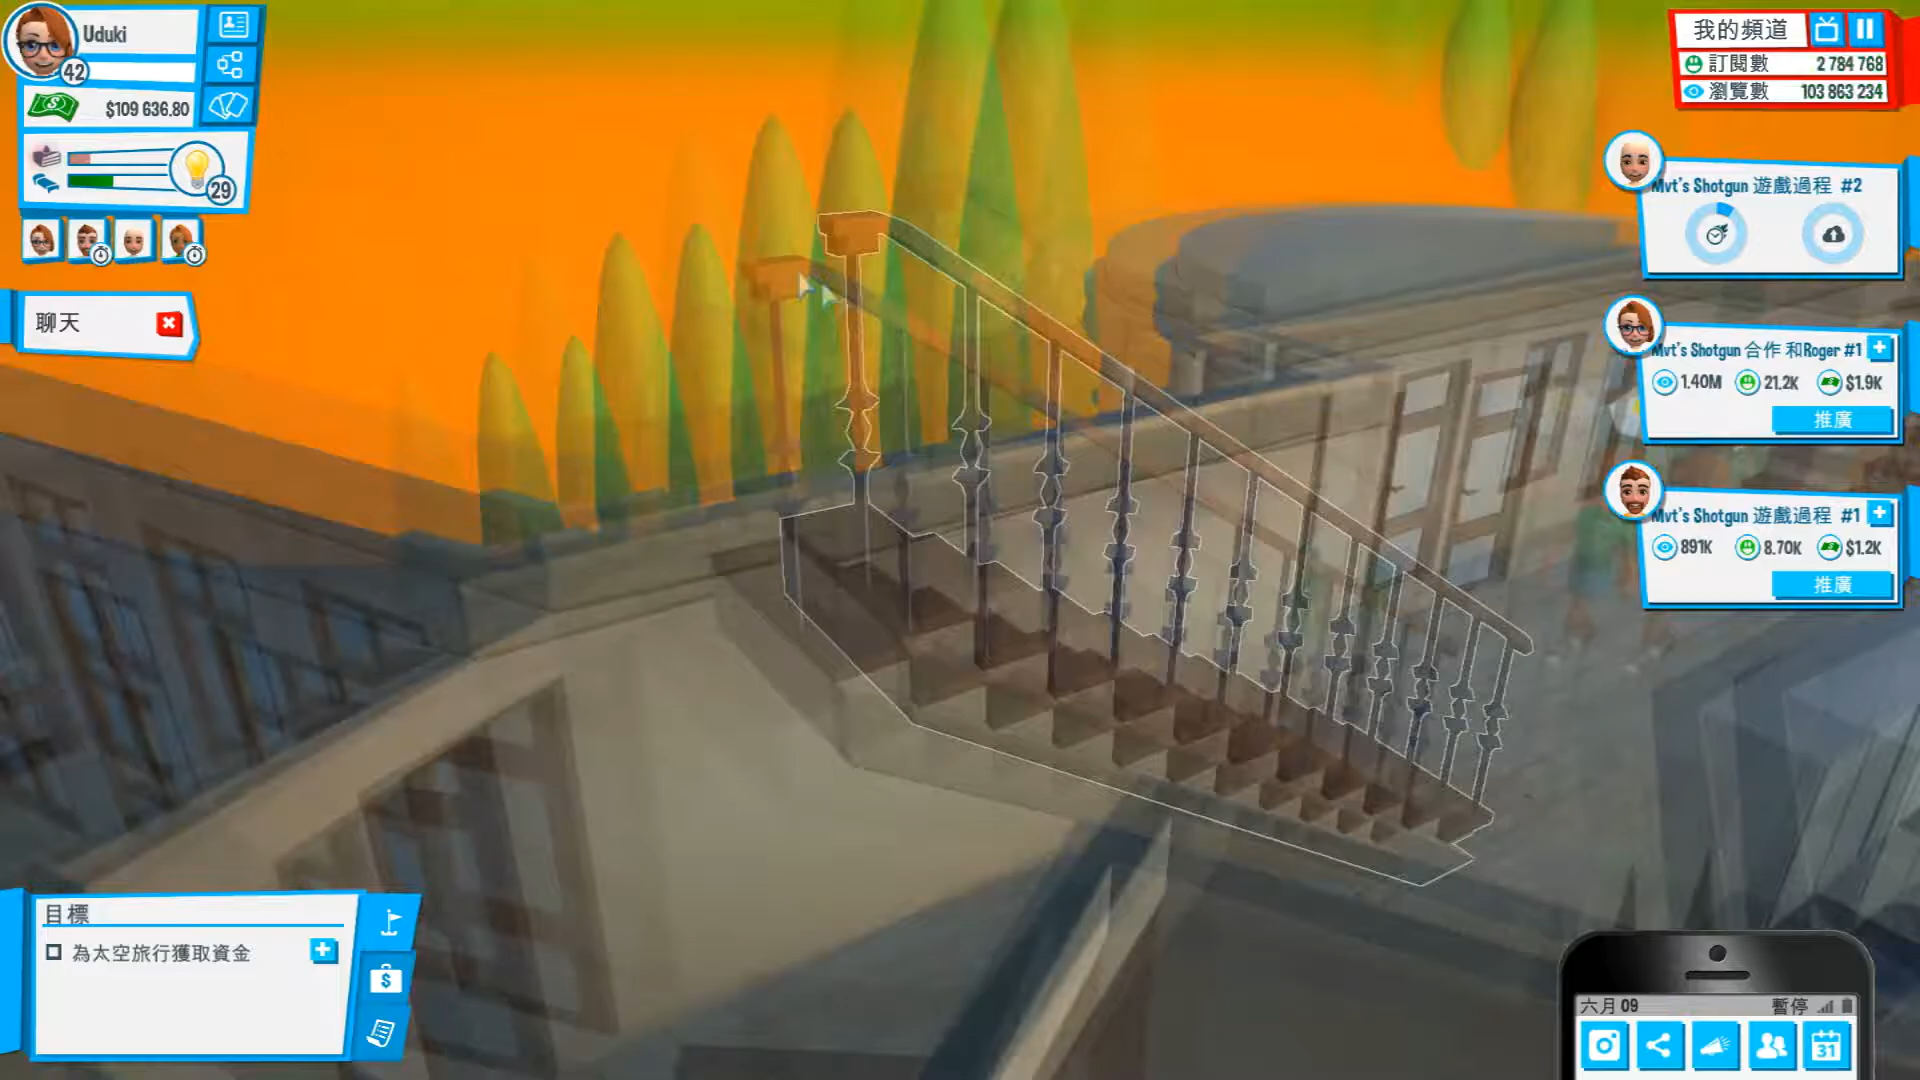 Uduki
42
$109 636.80
29
聊天
目標
為太空旅行獲取資金
我的頻道
訂閱數 2 784 768
瀏覽數 103 863 234
Mvt's Shotgun 遊戲過程 #2
Mvt's Shotgun 合作 和Roger #1
1.40M 21.2K $1.9K
推廣
Mvt's Shotgun 遊戲過程 #1
891K 8.70K $1.2K
推廣
六月 09 暫停
31